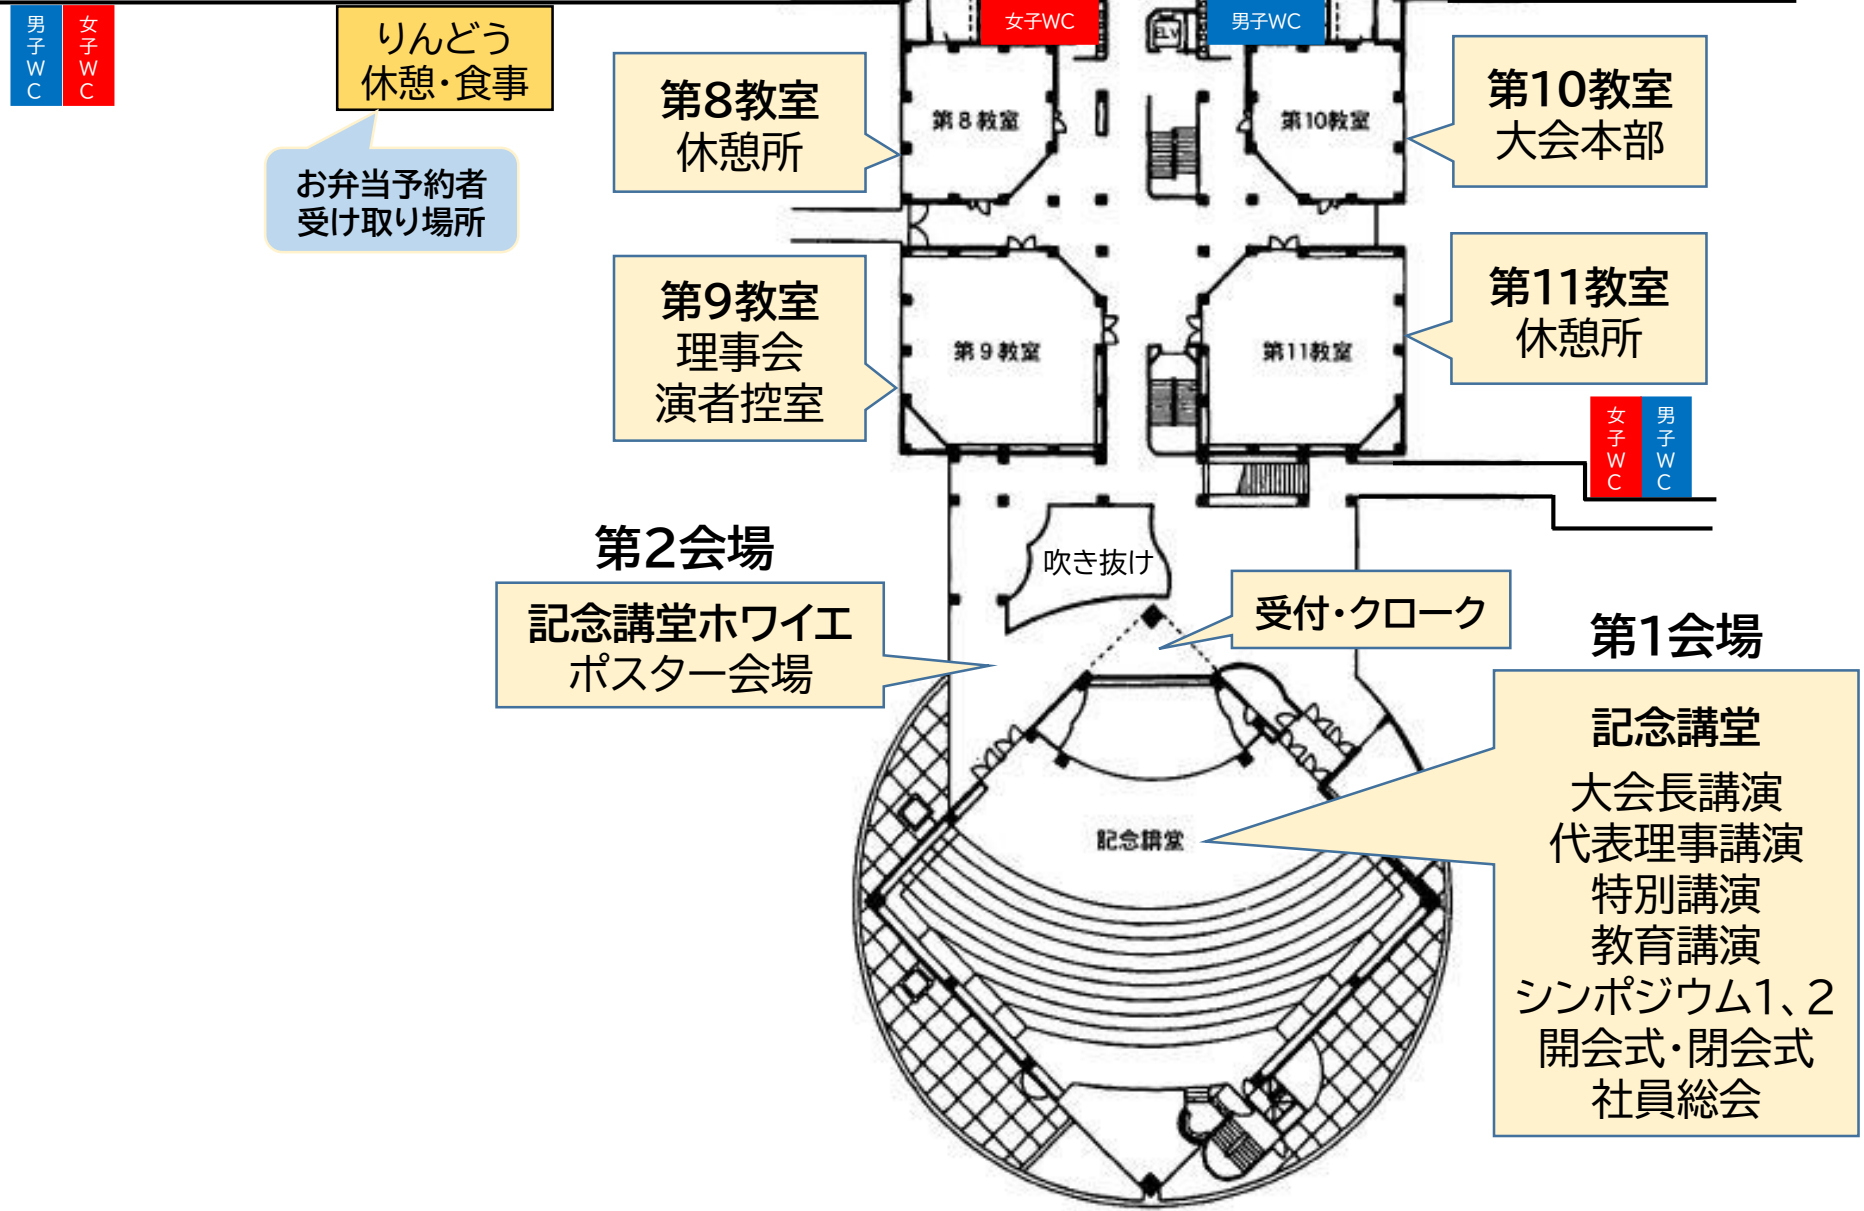 男子WC
女子WC
りんどう
休憩・食事
お弁当予約者
受け取り場所
女子WC
ELV
男子WC
第8教室
休憩所
第8教室
第10教室
第10教室
大会本部
第9教室
理事会
演者控室
第9教室
第11教室
第11教室
休憩所
女子WC
男子WC
第2会場
記念講堂ホワイエ
ポスター会場
吹き抜け
受付・クローク
第1会場
記念講堂
大会長講演
代表理事講演
特別講演
教育講演
シンポジウム1、2
開会式・閉会式
社員総会
記念講堂